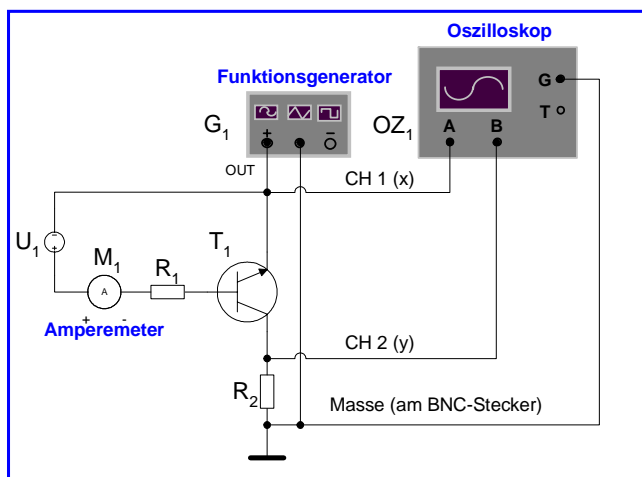 Oszilloskop
Funktionsgenerator
G
G1
OZ1
T
+
–
A
B
OUT
CH 1 (x)
U1
T1
M1
R1
A
+ -
Amperemeter
CH 2 (y)
R2
Masse (am BNC-Stecker)